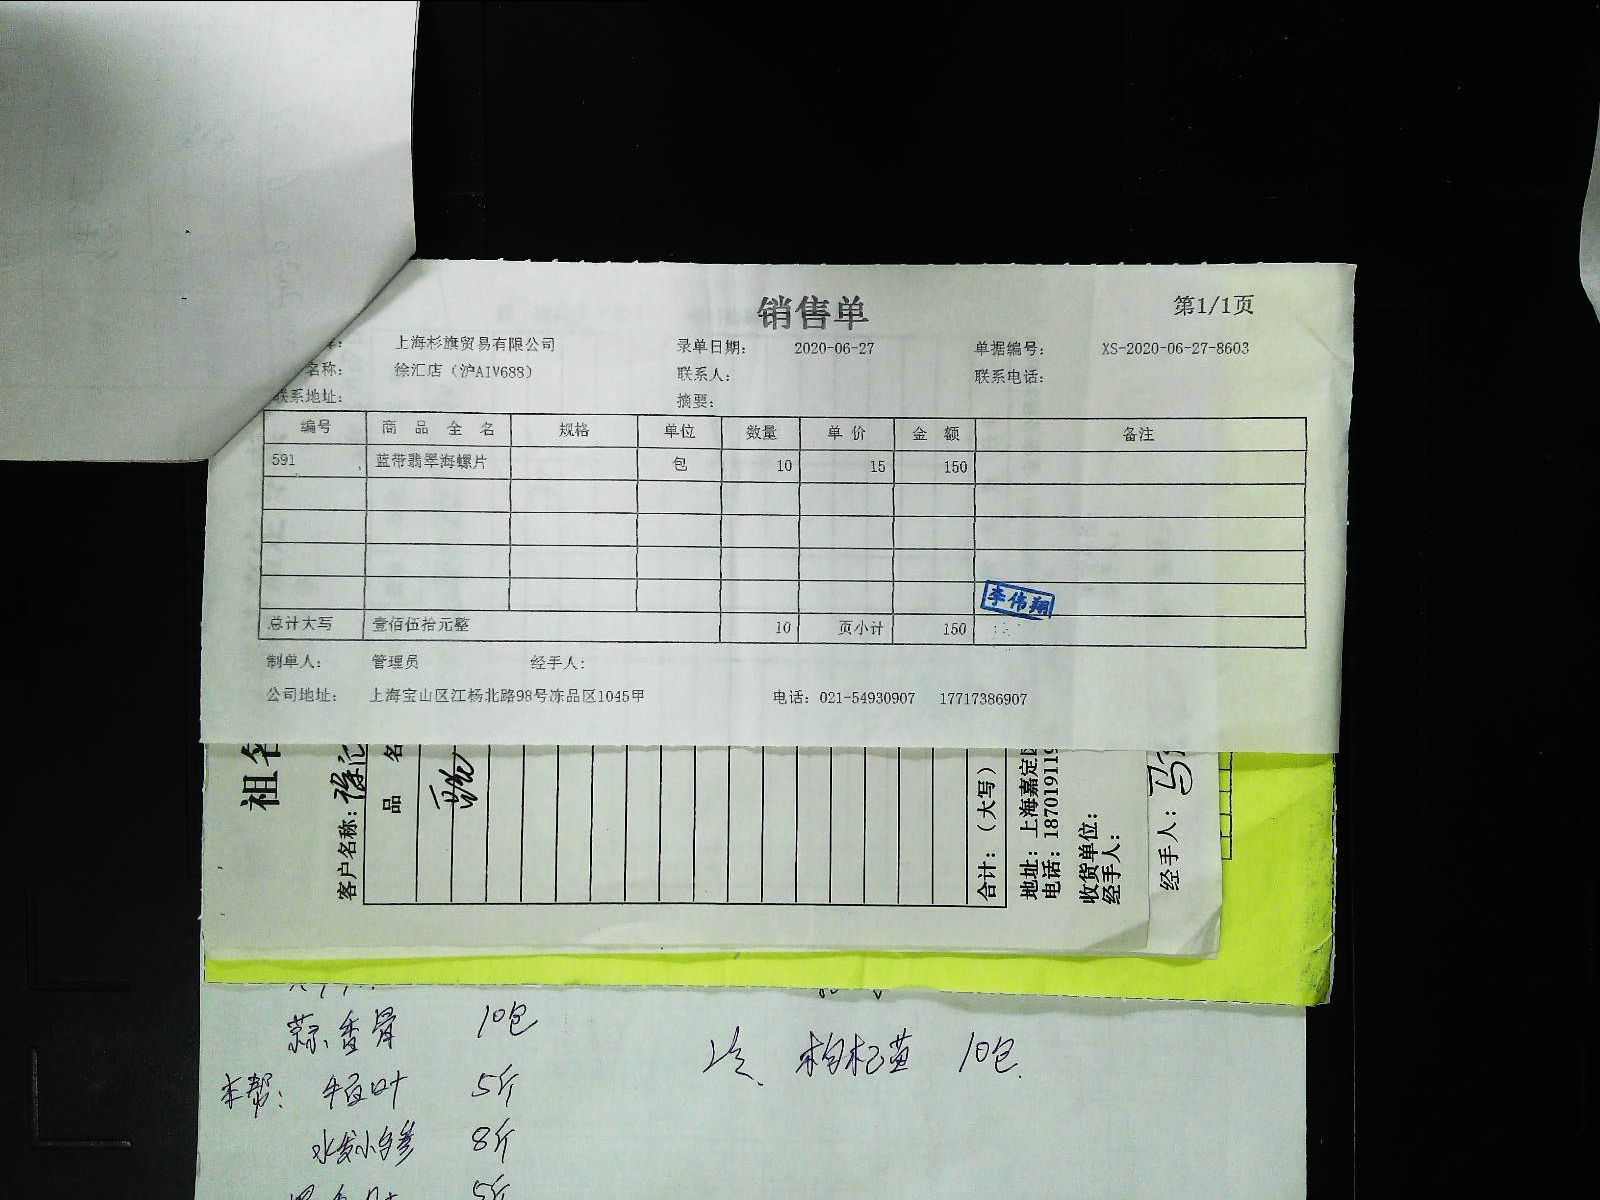 销售单
第1/1页
上海杉旗贸易有限公司 录单日期： 2020-06-27 单据编号： XS-2020-06-27-8603
名称： 徐汇店（沪AIV688） 联系人： 联系电话：
联系地址： 摘要：
编号 商品全名 规格 单位 数量 单价 金额 备注
591 蓝带翡翠海螺片 包 10 15 150
李伟翔
总计大写 壹佰伍拾元整 10 页小计 150
制单人： 管理员 经手人：
公司地址： 上海宝山区江杨北路98号冻品区1045甲 电话：021-54930907 17717386907
祖
客户名称：徐汇
品名
合计：（大写）
地址：上海嘉定
电话：18701911
收货单位：
经手人：
经手人：
蒜香骨 10包
枸杞 10包
本帮： 5斤
水发小 8斤
5斤